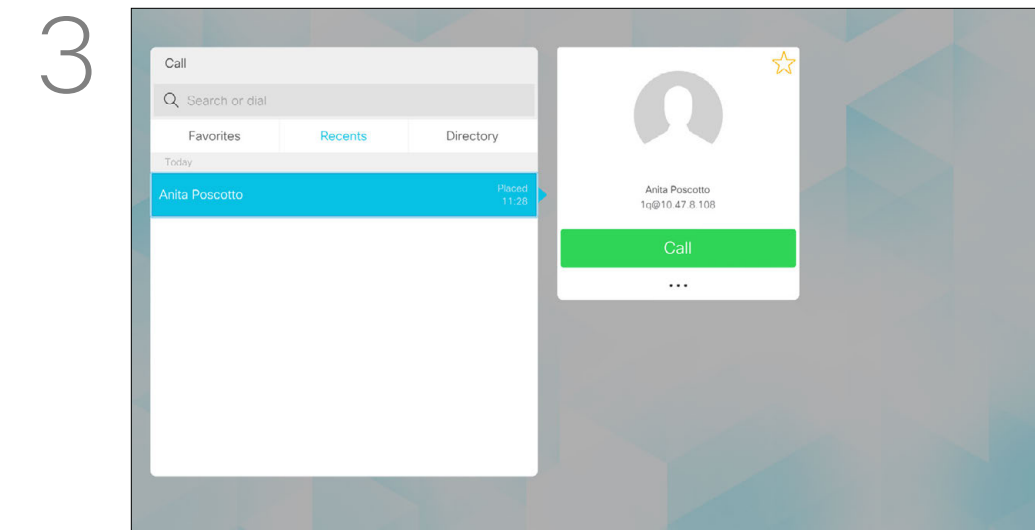 3
Call
Search or dial
Favorites Recents Directory
Today
Anita Poscotto Placed
11:28
Anita Poscotto
1q@10.47.8.108
Call
...